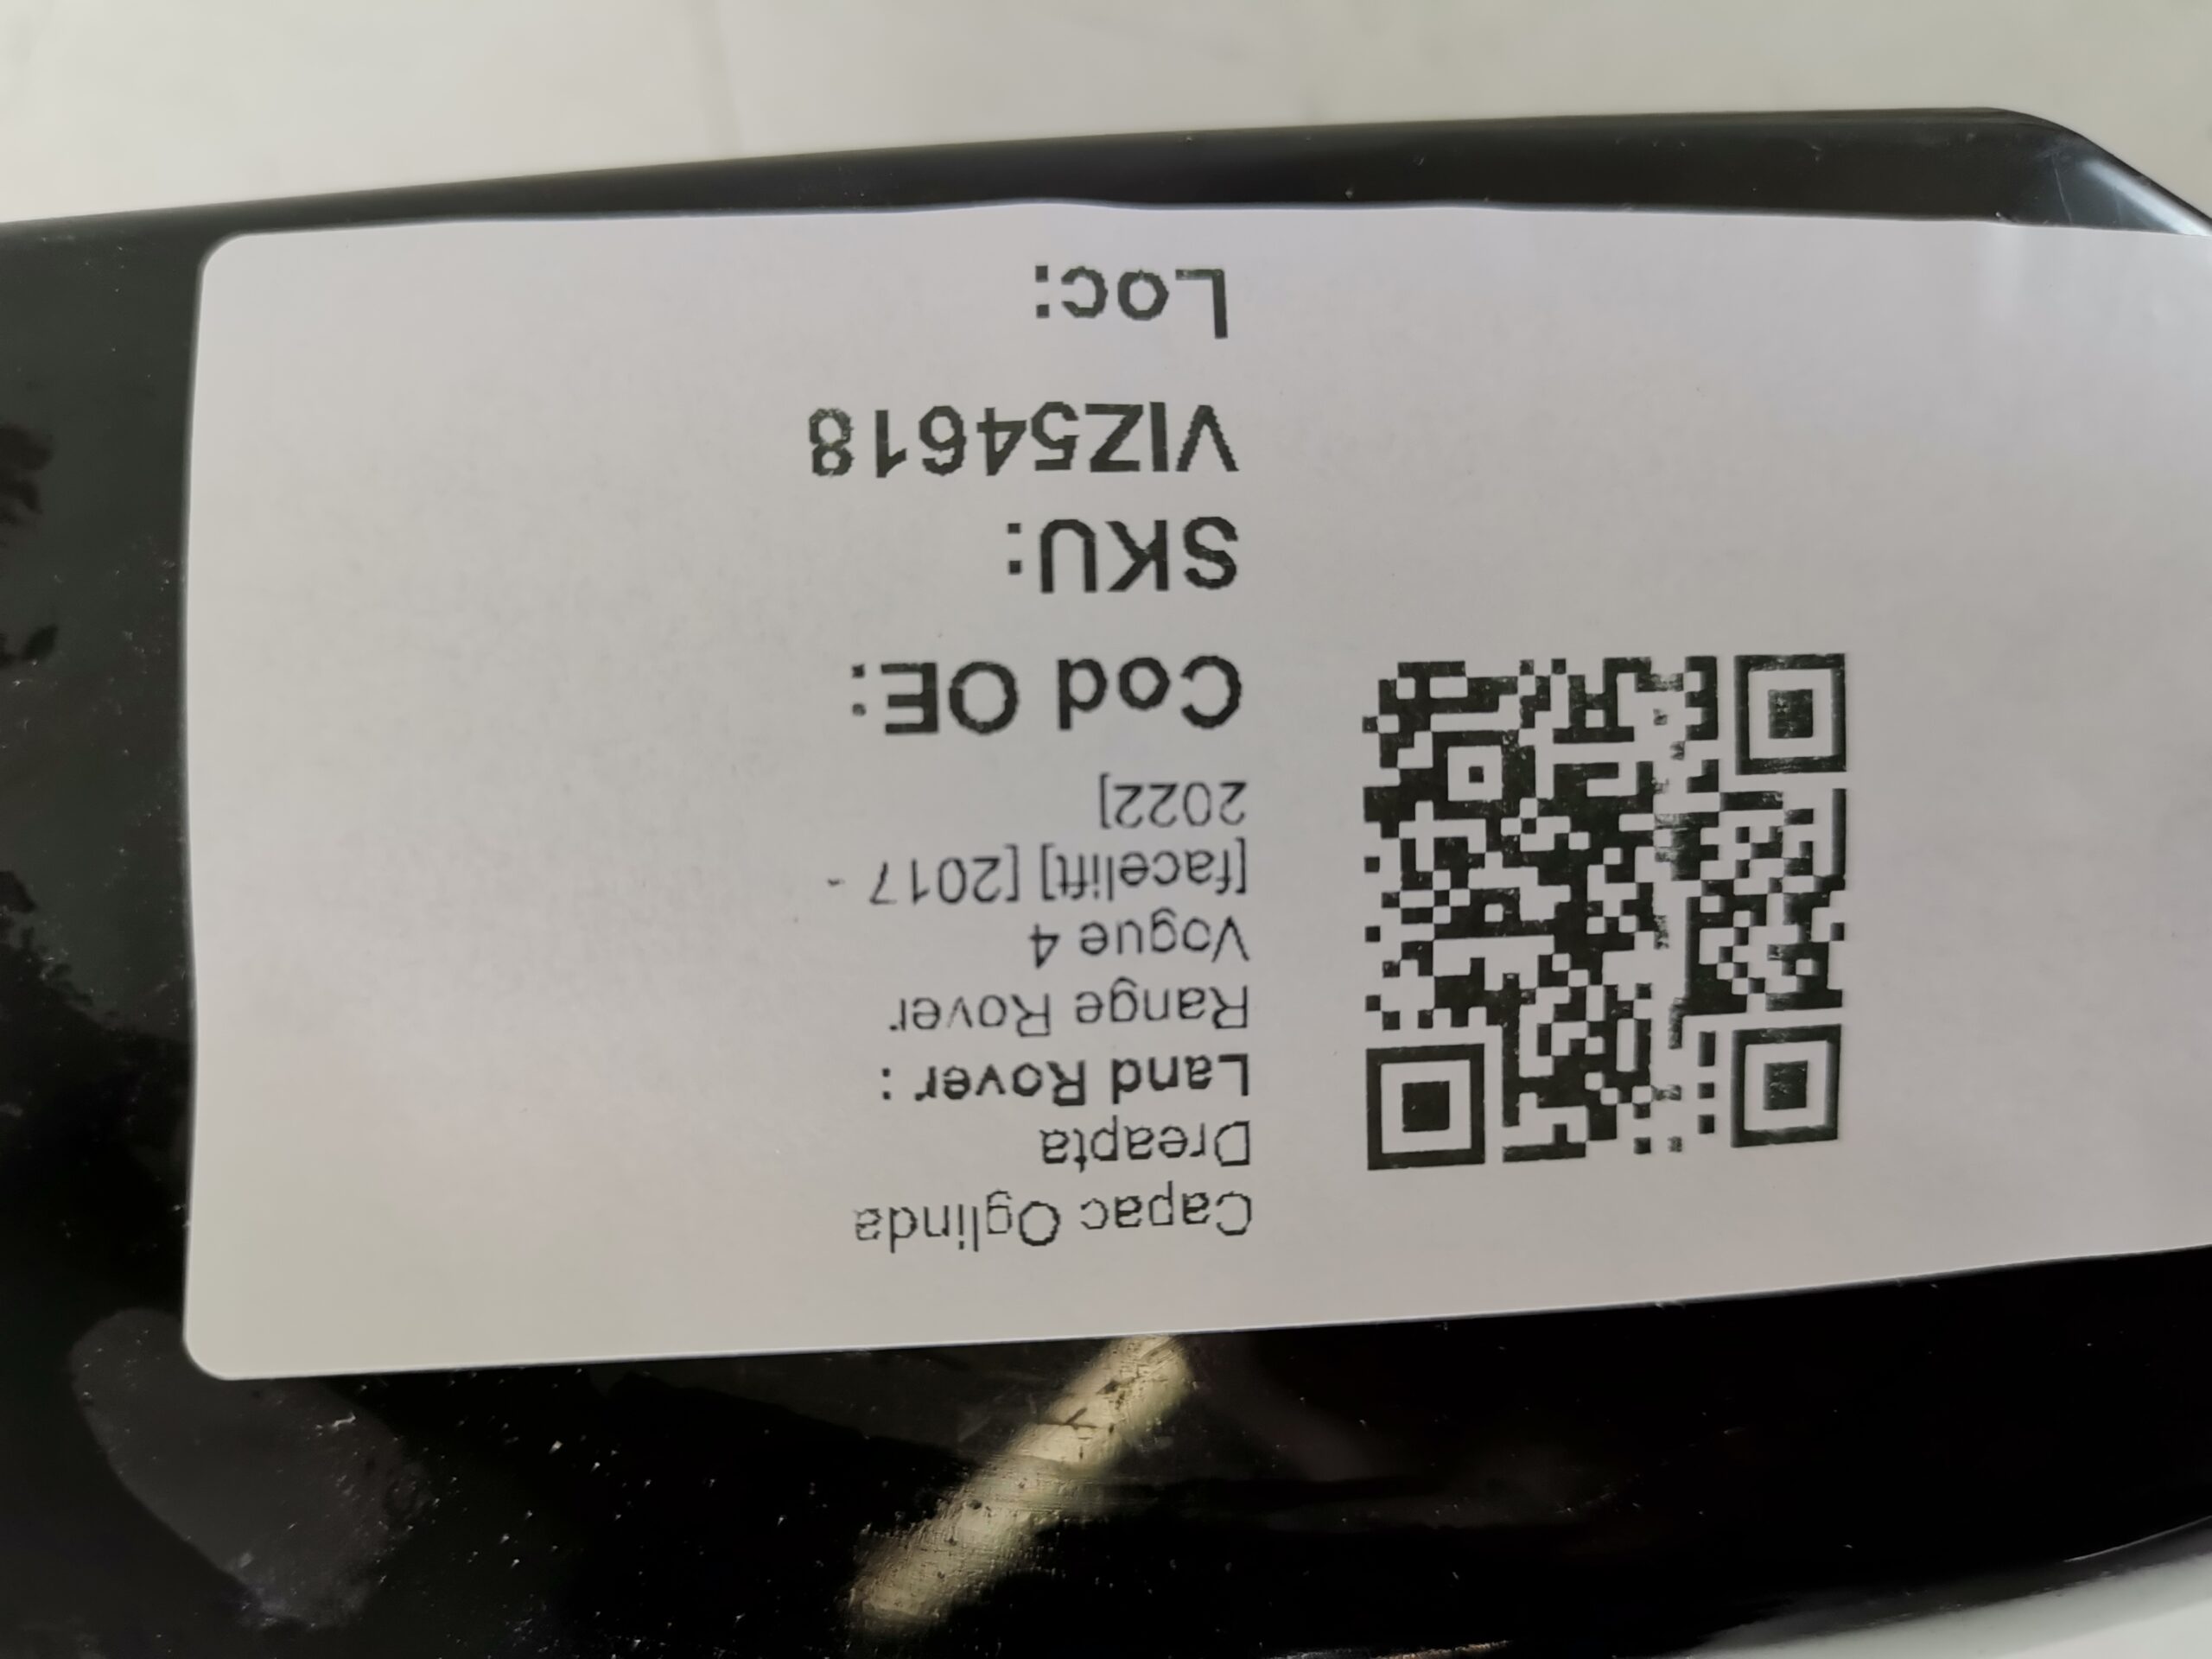 Capac Oglinda
Dreapta
Land Rover :
Range Rover
Vogue 4
[facelift] [2017 -
2022]
Cod OE:
SKU:
VIZ54618
Loc: